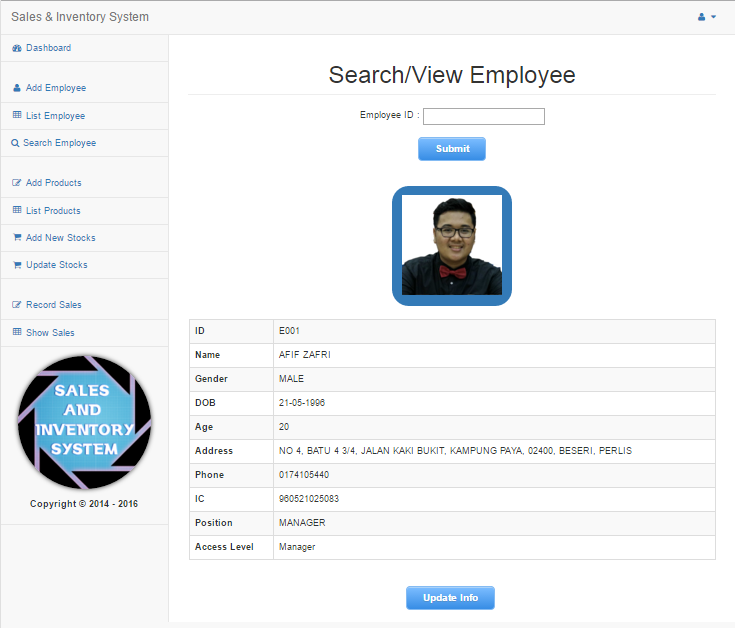 Sales & Inventory System
Dashboard
Add Employee
List Employee
Search Employee
Add Products
List Products
Add New Stocks
Update Stocks
Record Sales
Show Sales
SALES
AND
INVENTORY
SYSTEM
Copyright © 2014 - 2016
Search/View Employee
Employee ID :
Submit
ID E001
Name AFIF ZAFRI
Gender MALE
DOB 21-05-1996
Age 20
Address NO 4, BATU 4 3/4, JALAN KAKI BUKIT, KAMPUNG PAYA, 02400, BESERI, PERLIS
Phone 0174105440
IC 960521025083
Position MANAGER
Access Level Manager
Update Info